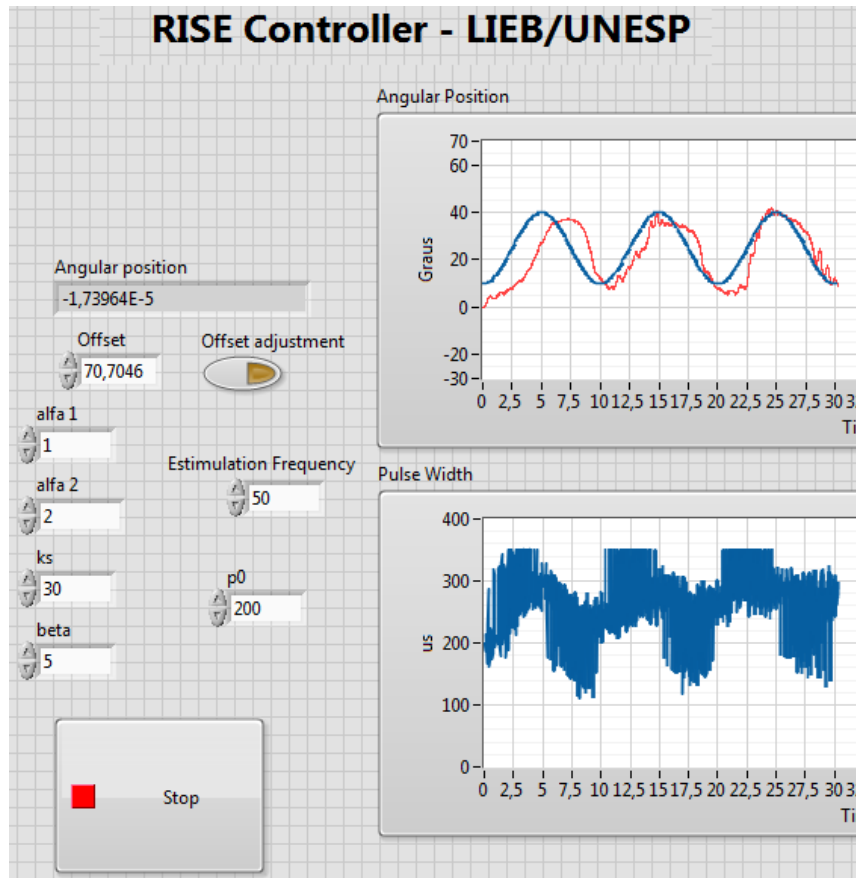 RISE Controller - LIEB/UNESP
Angular Position
70
60
40
20
0
-20
-30
Graus
0 2,5 5 7,5 10 12,5 15 17,5 20 22,5 25 27,5 30
Angular position
-1,73964E-5
Offset
70,7046
Offset adjustment
alfa 1
1
alfa 2
2
ks
30
beta
5
Estimulation Frequency
50
p0
200
Stop
Pulse Width
400
300
200
100
0
us
0 2,5 5 7,5 10 12,5 15 17,5 20 22,5 25 27,5 30